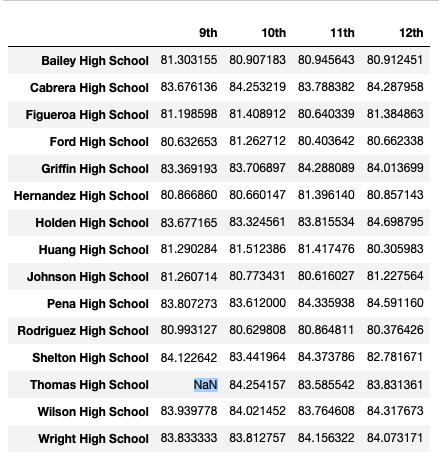 9th 10th 11th 12th
Bailey High School 81.303155 80.907183 80.945643 80.912451
Cabrera High School 83.676136 84.253219 83.788382 84.287958
Figueroa High School 81.198598 81.408912 80.640339 81.384863
Ford High School 80.632653 81.262712 80.403642 80.662338
Griffin High School 83.369193 83.706897 84.288089 84.013699
Hernandez High School 80.866860 80.660147 81.396140 80.857143
Holden High School 83.677165 83.324561 83.815534 84.698795
Huang High School 81.290284 81.512386 81.417476 80.305983
Johnson High School 81.260714 80.773431 80.616027 81.227564
Pena High School 83.807273 83.612000 84.335938 84.591160
Rodriguez High School 80.993127 80.629808 80.864811 80.376426
Shelton High School 84.122642 83.441964 84.373786 82.781671
Thomas High School NaN 84.254157 83.585542 83.831361
Wilson High School 83.939778 84.021452 83.764608 84.317673
Wright High School 83.833333 83.812757 84.156322 84.073171